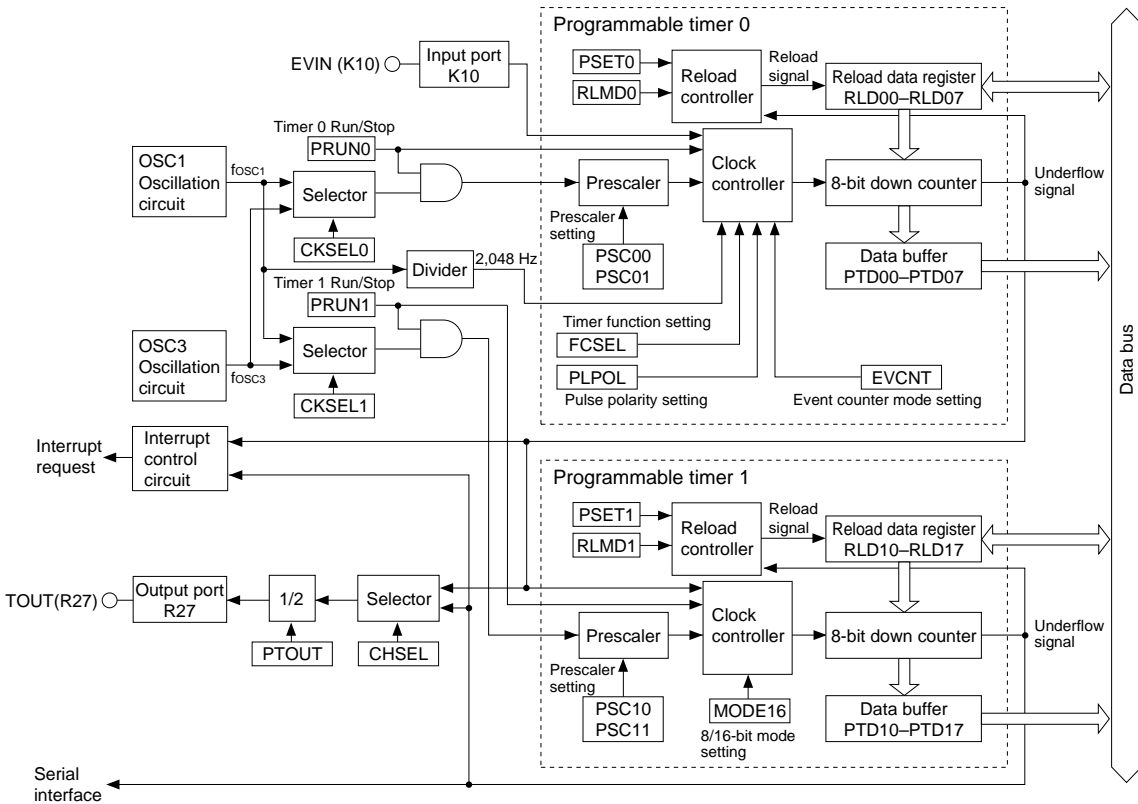 Programmable timer 0
EVIN (K10)
Input port
K10
PSET0
RLMD0
Reload
controller
Reload
signal
Reload data register
RLD00–RLD07
Timer 0 Run/Stop
PRUN0
OSC1
Oscillation
circuit
fOSC1
Selector
CKSEL0
Prescaler
Prescaler
setting
PSC00
PSC01
Clock
controller
8-bit down counter
Underflow
signal
Data buffer
PTD00–PTD07
Divider
2,048 Hz
Timer 1 Run/Stop
PRUN1
OSC3
Oscillation
circuit
fOSC3
Selector
CKSEL1
Timer function setting
FCSEL
PLPOL
Pulse polarity setting
EVCNT
Event counter mode setting
Data bus
Interrupt
request
Interrupt
control
circuit
Programmable timer 1
PSET1
RLMD1
Reload
controller
Reload
signal
Reload data register
RLD10–RLD17
TOUT(R27)
Output port
R27
1/2
PTOUT
Selector
CHSEL
Prescaler
Prescaler
setting
PSC10
PSC11
Clock
controller
MODE16
8/16-bit mode
setting
8-bit down counter
Underflow
signal
Data buffer
PTD10–PTD17
Serial
interface